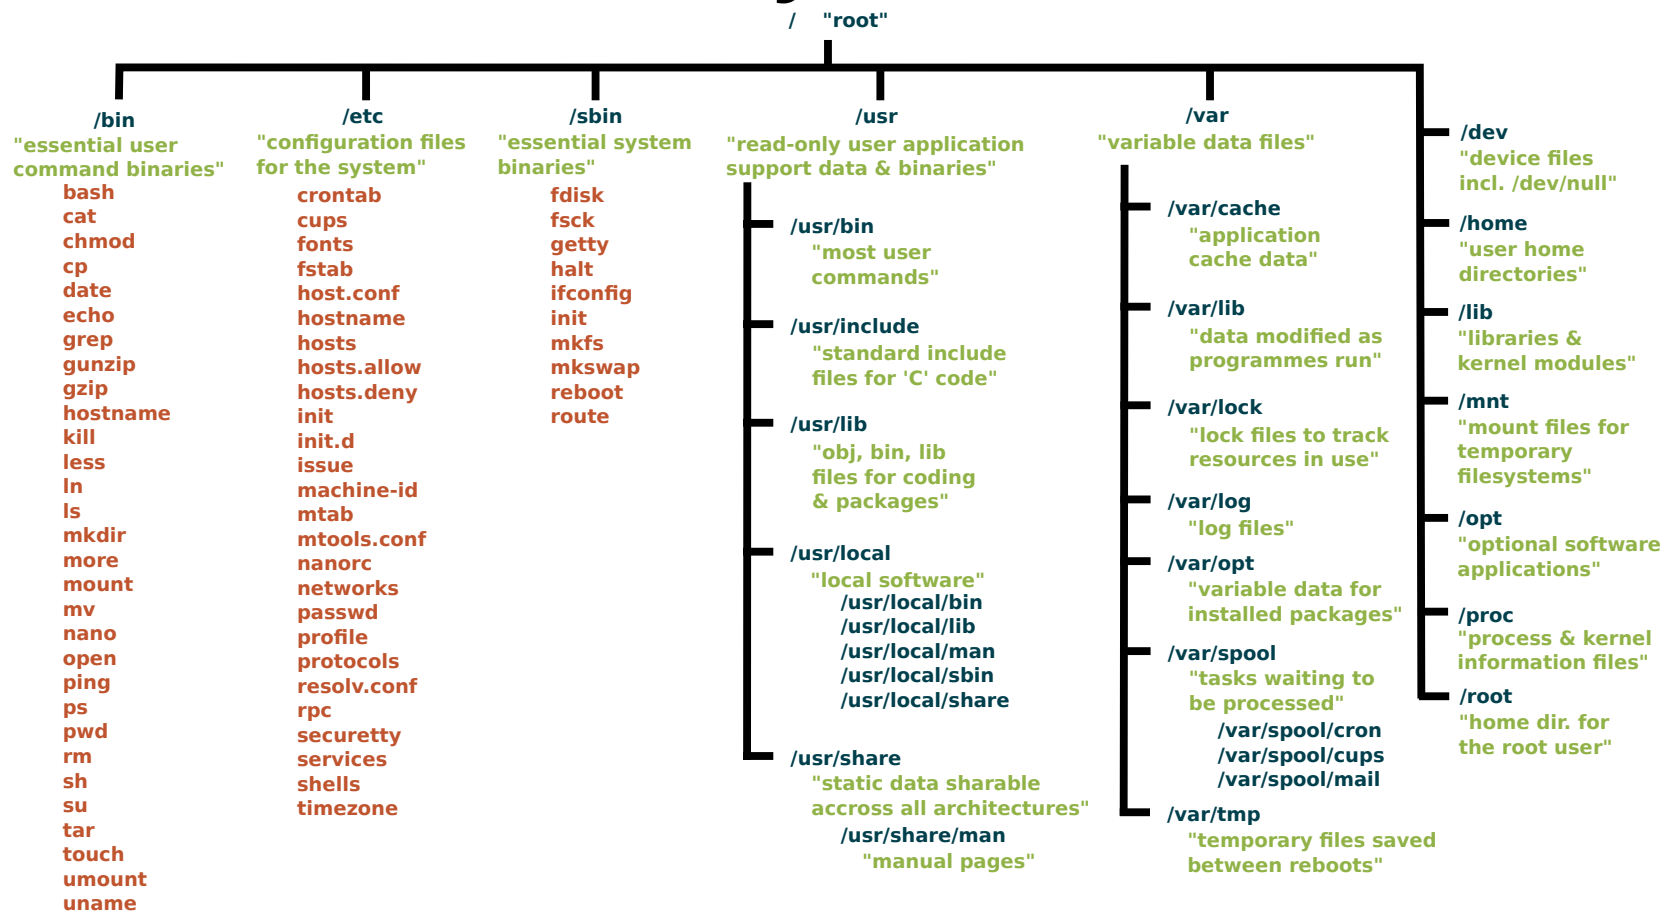 / "root"
/bin
"essential user
command binaries"
bash
cat
chmod
cp
date
echo
grep
gunzip
gzip
hostname
kill
less
ln
ls
mkdir
more
mount
mv
nano
open
ping
ps
pwd
rm
sh
su
tar
touch
umount
uname
/etc
"configuration files
for the system"
crontab
cups
fonts
fstab
host.conf
hostname
hosts
hosts.allow
hosts.deny
init
init.d
issue
machine-id
mtab
mtools.conf
nanorc
networks
passwd
profile
protocols
resolv.conf
rpc
securetty
services
shells
timezone
/sbin
"essential system
binaries"
fdisk
fsck
getty
halt
ifconfig
init
mkfs
mkswap
reboot
route
/usr
"read-only user application
support data & binaries"
/usr/bin
"most user
commands"
/usr/include
"standard include
files for 'C' code"
/usr/lib
"obj, bin, lib
files for coding
& packages"
/usr/local
"local software"
/usr/local/bin
/usr/local/lib
/usr/local/man
/usr/local/sbin
/usr/local/share
/usr/share
"static data sharable
accross all architectures"
/usr/share/man
"manual pages"
/var
"variable data files"
/var/cache
"application
cache data"
/var/lib
"data modified as
programmes run"
/var/lock
"lock files to track
resources in use"
/var/log
"log files"
/var/opt
"variable data for
installed packages"
/var/spool
"tasks waiting to
be processed"
/var/spool/cron
/var/spool/cups
/var/spool/mail
/var/tmp
"temporary files saved
between reboots"
/dev
"device files
incl. /dev/null"
/home
"user home
directories"
/lib
"libraries &
kernel modules"
/mnt
"mount files for
temporary
filesystems"
/opt
"optional software
applications"
/proc
"process & kernel
information files"
/root
"home dir. for
the root user"